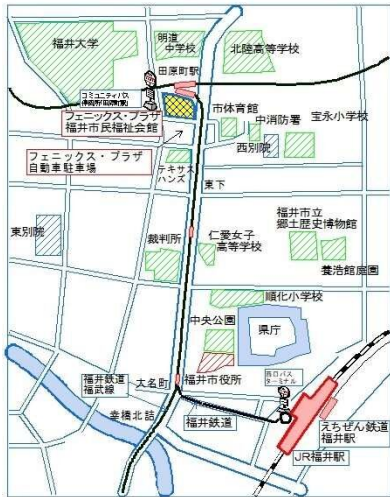 福井大学
明道
中学校
北陸高等学校
田原町駅
コミュニティバス
市体育館
フェニックス・プラザ
福井市民福祉会館
中消防署
宝永小学校
西別院
フェニックス・プラザ
自動車駐車場
テキサス
ハンズ
東下
東別院
裁判所
仁愛女子
高等学校
福井市立
郷土歴史博物館
養浩館庭園
順化小学校
中央公園
県庁
福井鉄道
福武線
大名町
福井市役所
西口バス
ターミナル
幸橋北詰
福井鉄道
えちぜん鉄道
福井駅
JR福井駅